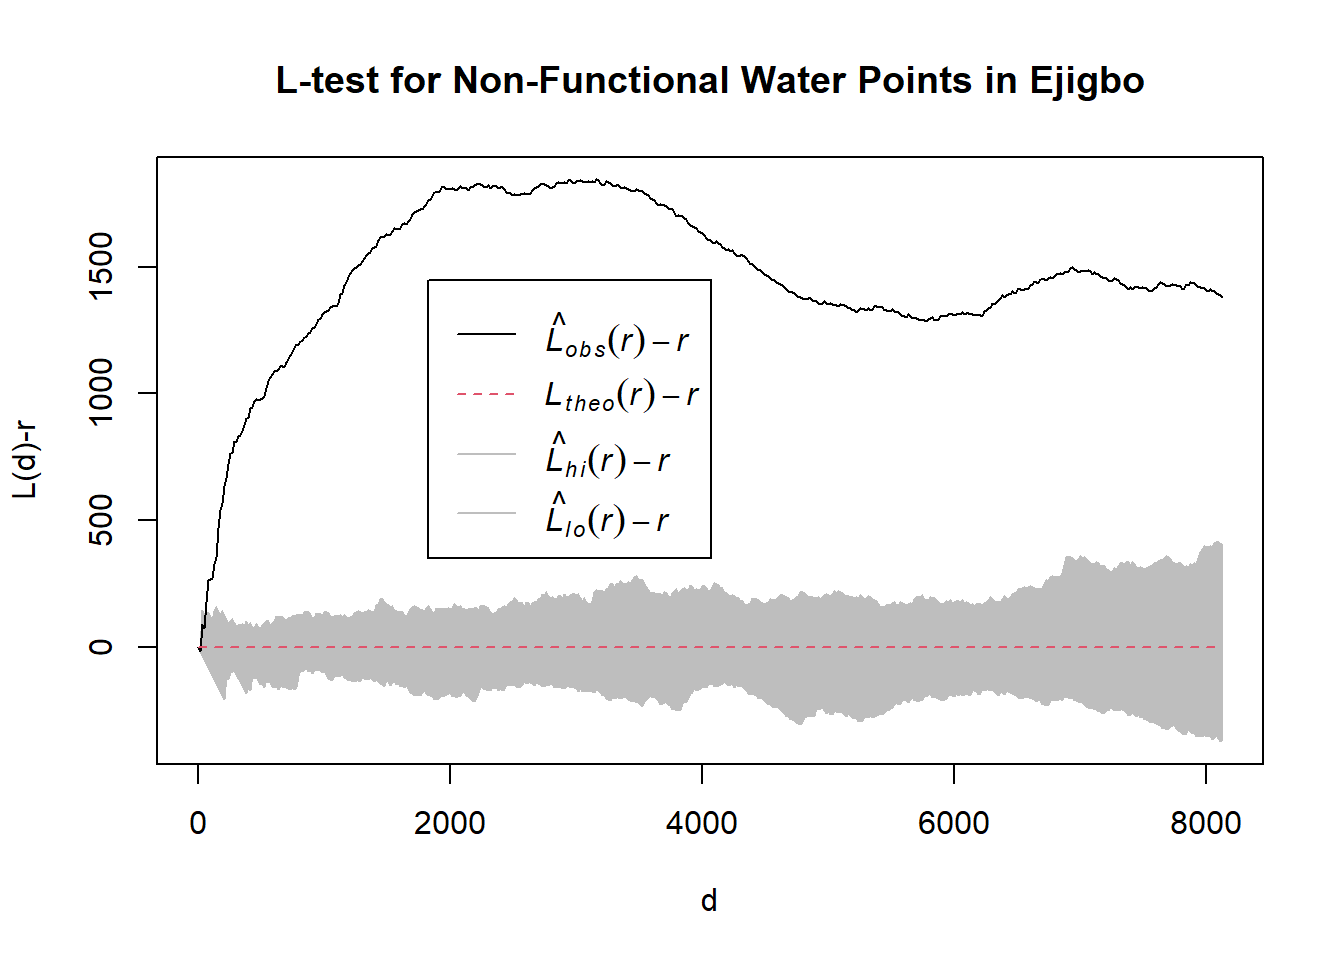 L-test for Non-Functional Water Points in Ejigbo
L(d)-r
1500
1000
500
0
L̂obs(r) − r
Ltheo(r) − r
L̂hi(r) − r
L̂lo(r) − r
0 2000 4000 6000 8000
d